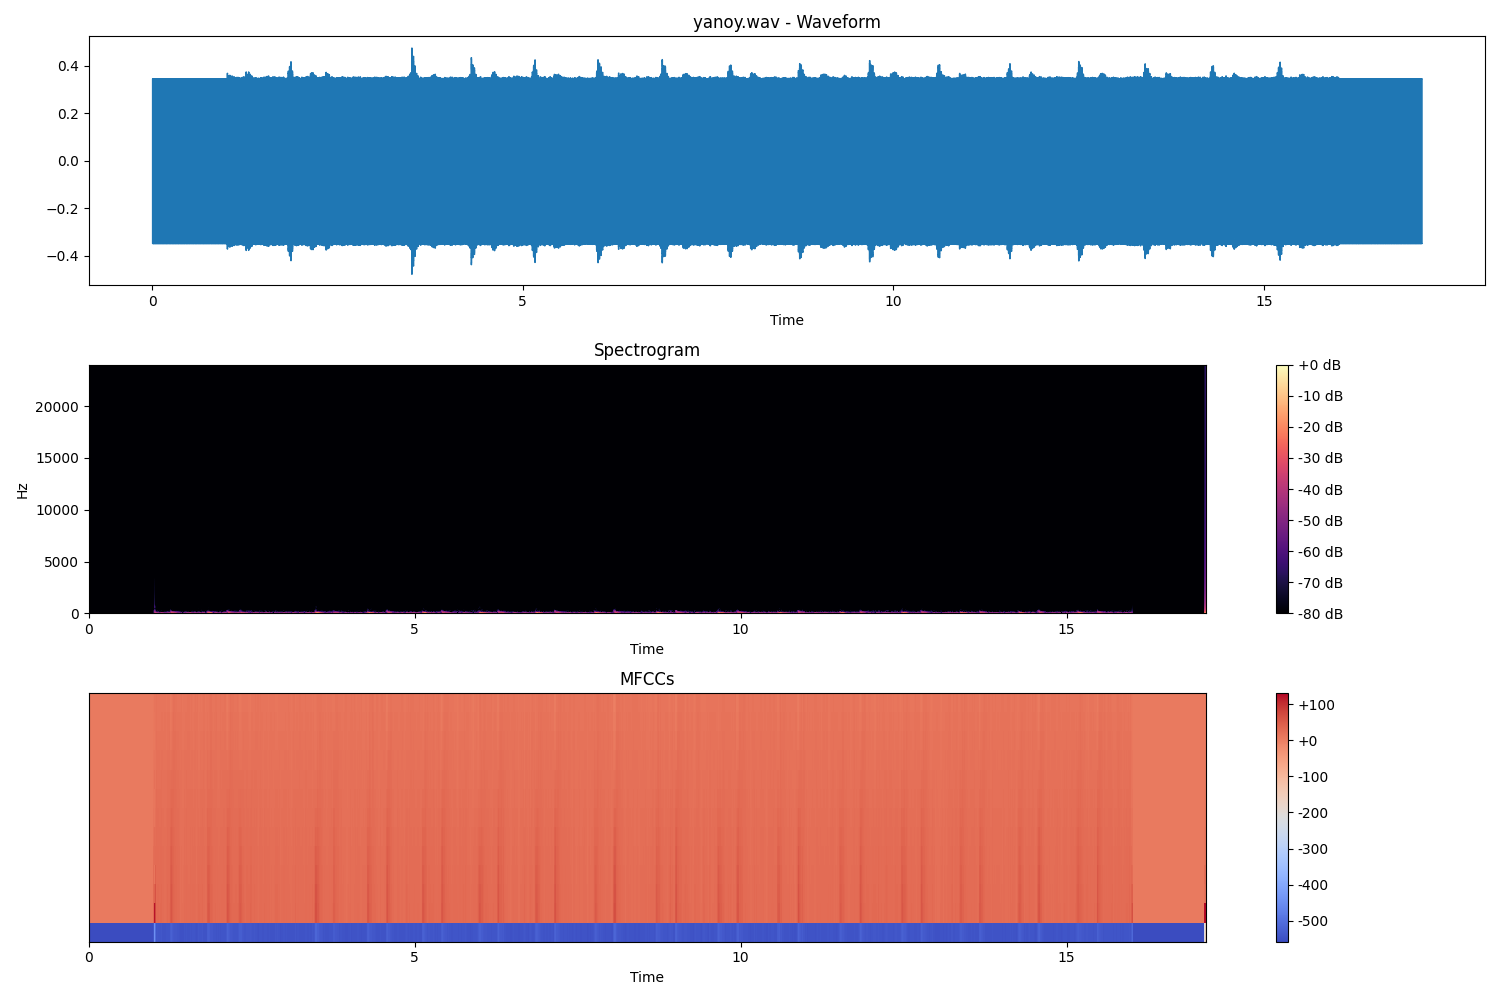 yanoy.wav - Waveform
0.4
0.2
0.0
−0.2
−0.4
0 5 10 15
Time
Spectrogram
Hz
20000
15000
10000
5000
0
0 5 10 15
Time
+0 dB
-10 dB
-20 dB
-30 dB
-40 dB
-50 dB
-60 dB
-70 dB
-80 dB
MFCCs
0 5 10 15
Time
+100
+0
-100
-200
-300
-400
-500